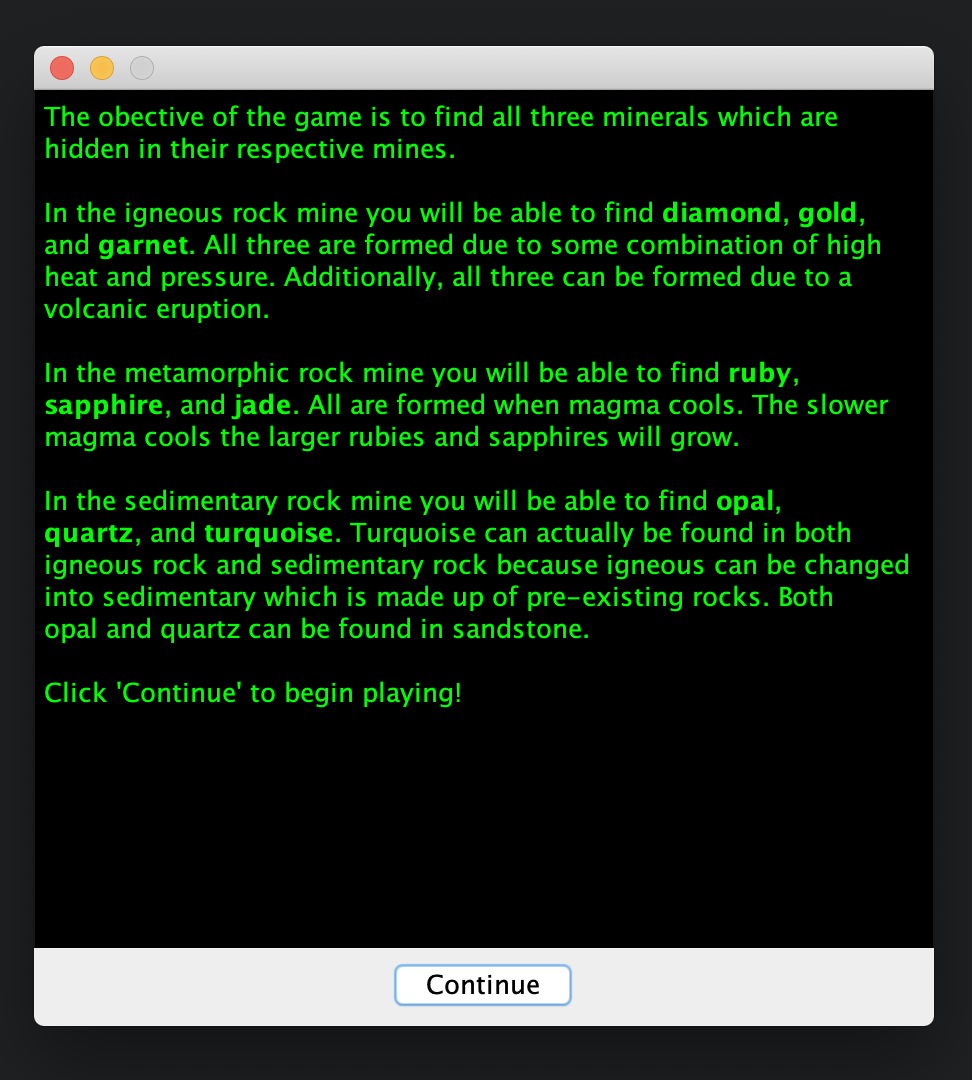 The obective of the game is to find all three minerals which are
hidden in their respective mines.
In the igneous rock mine you will be able to find diamond, gold,
and garnet. All three are formed due to some combination of high
heat and pressure. Additionally, all three can be formed due to a
volcanic eruption.
In the metamorphic rock mine you will be able to find ruby,
sapphire, and jade. All are formed when magma cools. The slower
magma cools the larger rubies and sapphires will grow.
In the sedimentary rock mine you will be able to find opal,
quartz, and turquoise. Turquoise can actually be found in both
igneous rock and sedimentary rock because igneous can be changed
into sedimentary which is made up of pre-existing rocks. Both
opal and quartz can be found in sandstone.
Click 'Continue' to begin playing!
Continue